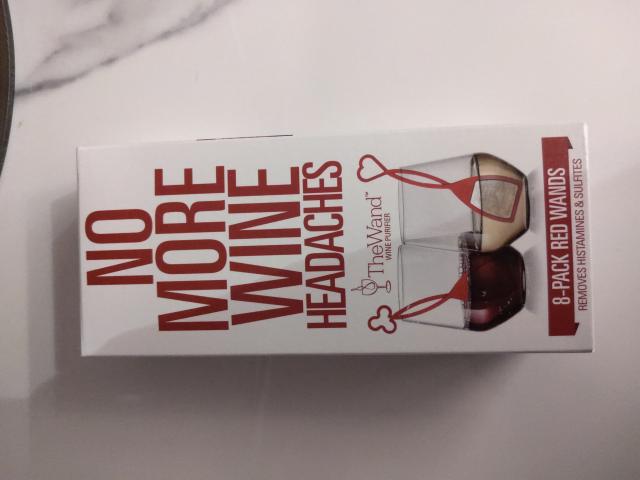 NO
MORE
WINE
HEADACHES
TheWand™
WINE PURIFIER
8-PACK RED WANDS
REMOVES HISTAMINES & SULFITES